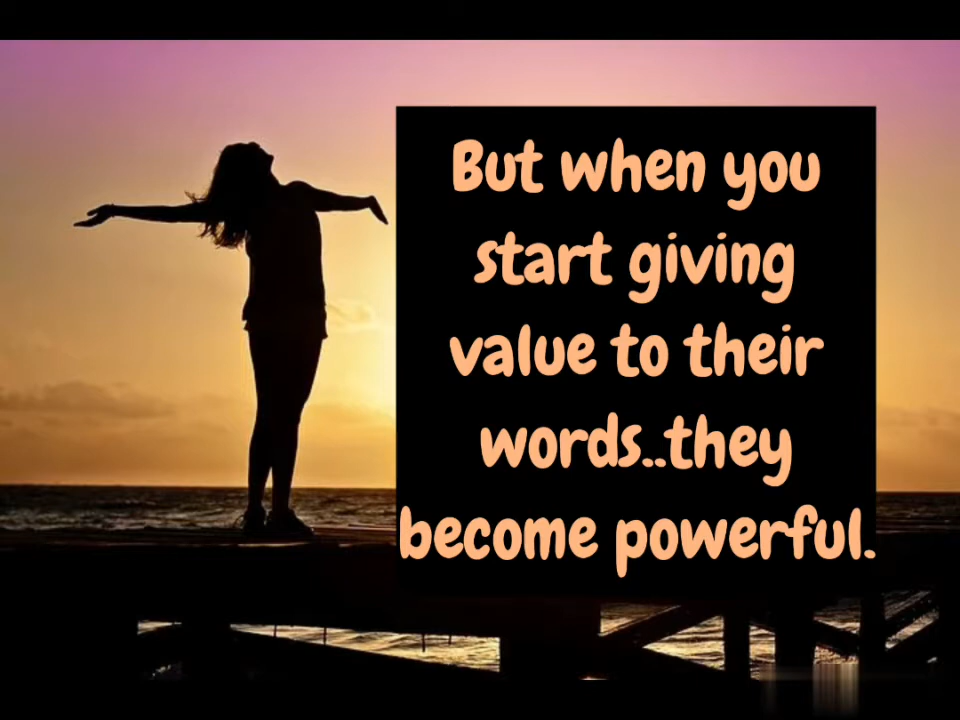 But when you
start giving
value to their
words..they
become powerful.